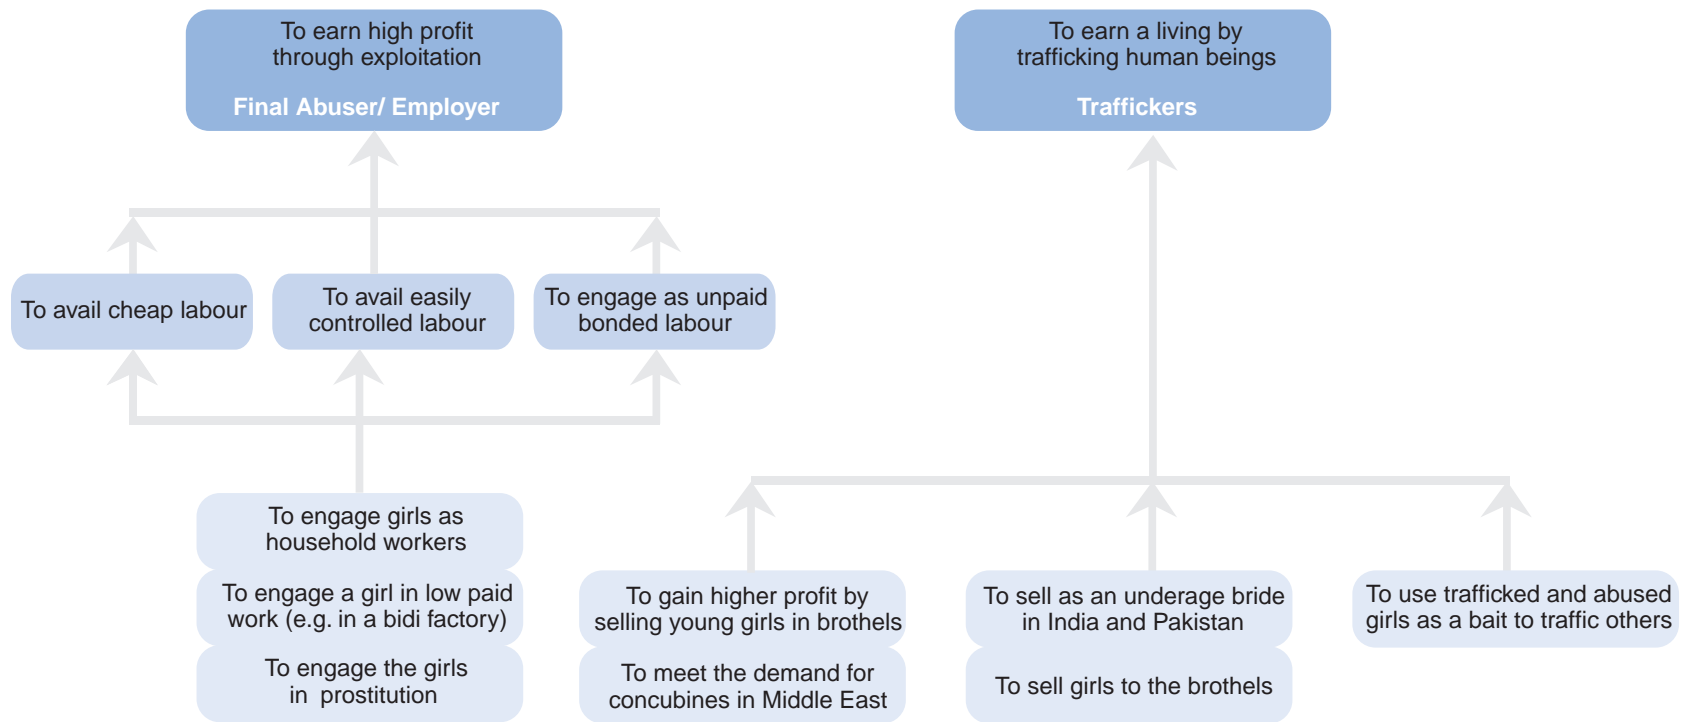 To earn high profit
through exploitation
Final Abuser/ Employer
To earn a living by
trafficking human beings
Traffickers
To avail cheap labour
To avail easily
controlled labour
To engage as unpaid
bonded labour
To engage girls as
household workers
To engage a girl in low paid
work (e.g. in a bidi factory)
To engage the girls
in prostitution
To gain higher profit by
selling young girls in brothels
To meet the demand for
concubines in Middle East
To sell as an underage bride
in India and Pakistan
To sell girls to the brothels
To use trafficked and abused
girls as a bait to traffic others